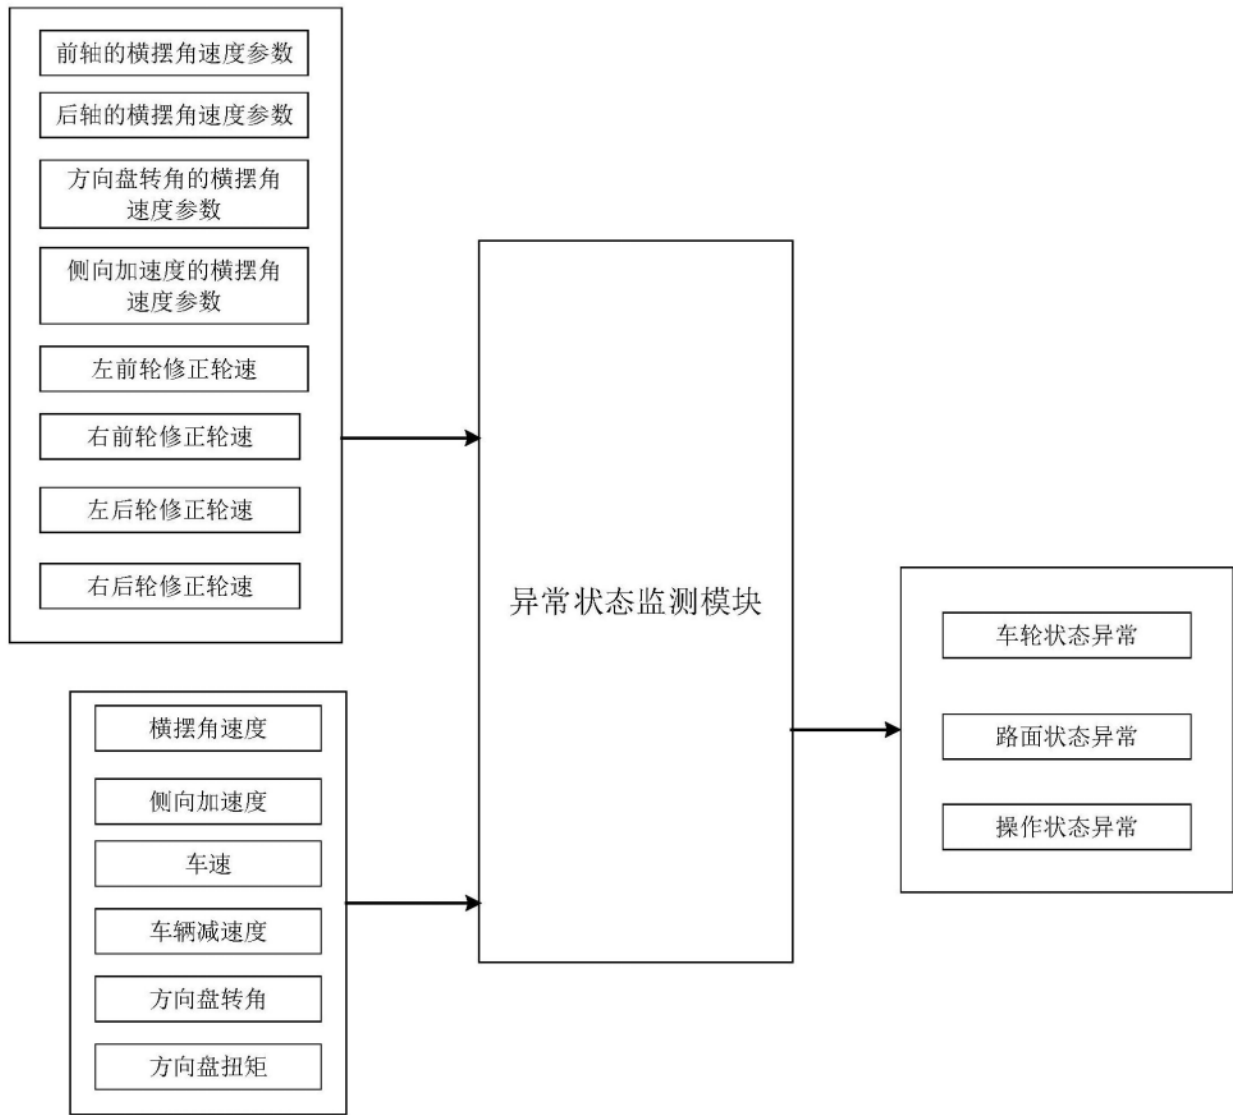 前轴的横摆角速度参数
后轴的横摆角速度参数
方向盘转角的横摆角
速度参数
侧向加速度的横摆角
速度参数
左前轮修正轮速
右前轮修正轮速
左后轮修正轮速
右后轮修正轮速
横摆角速度
侧向加速度
车速
车辆减速度
方向盘转角
方向盘扭矩
异常状态监测模块
车轮状态异常
路面状态异常
操作状态异常